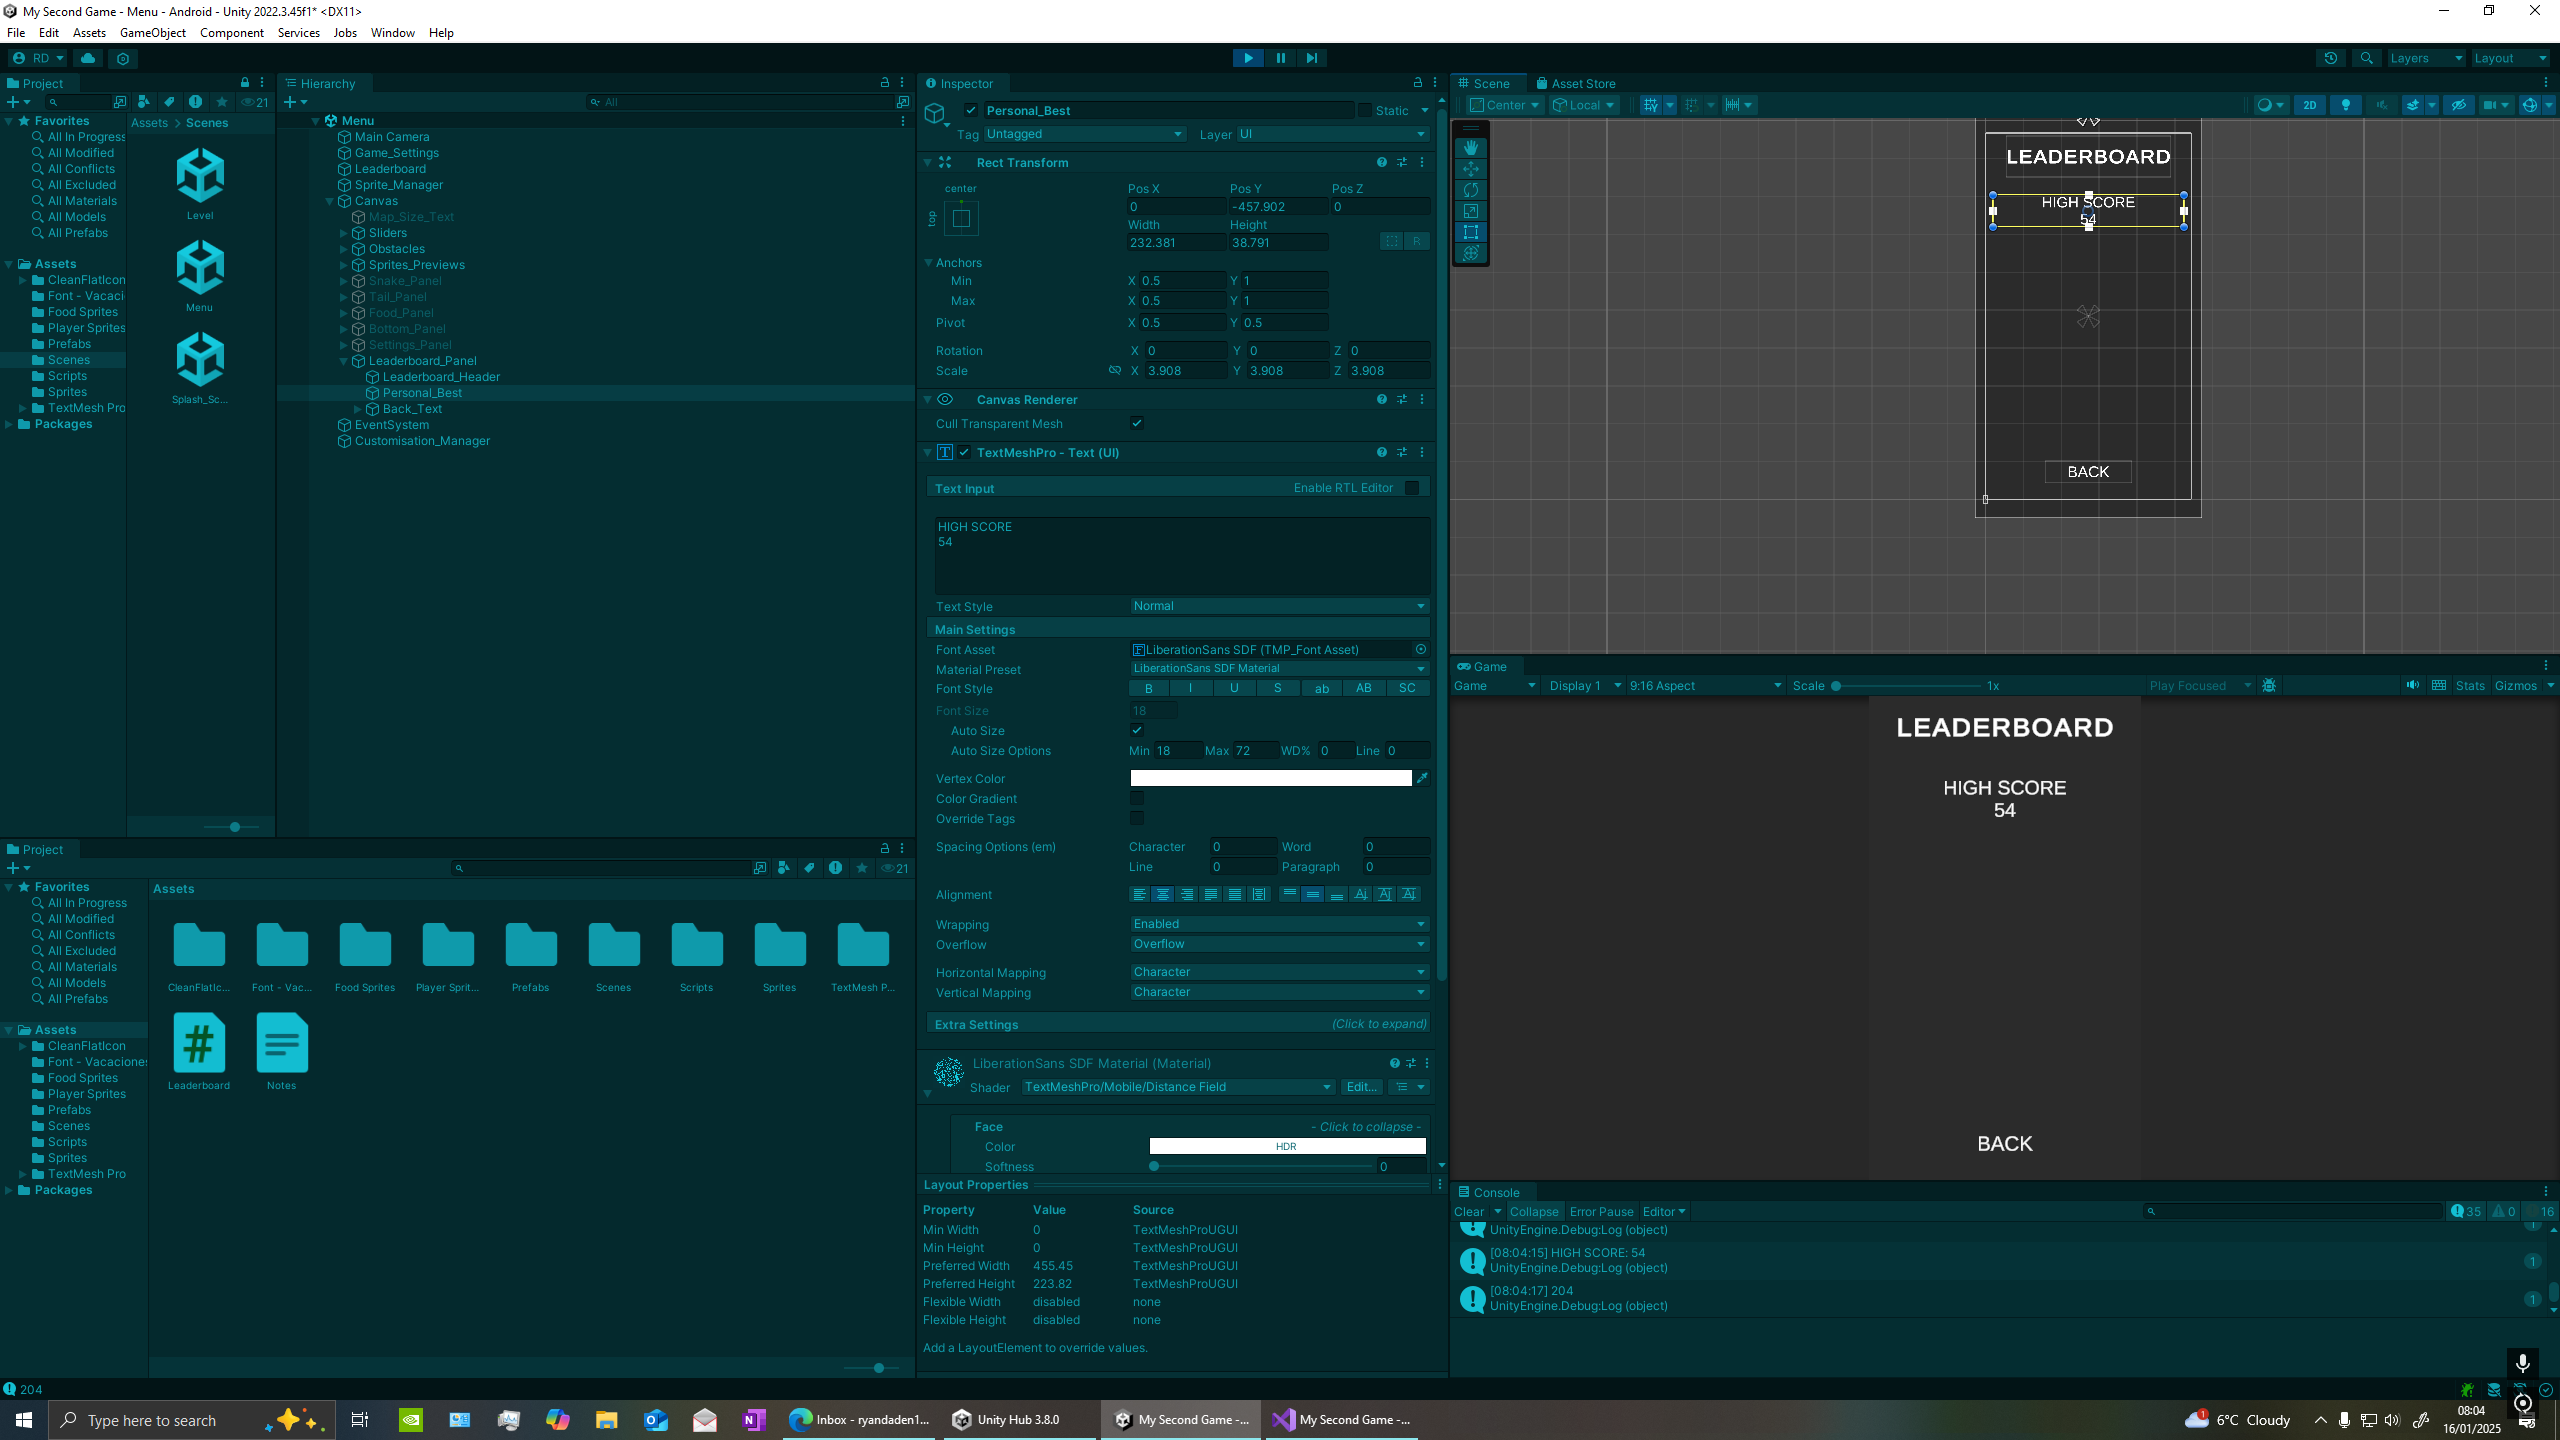 My Second Game - Menu - Android - Unity 2022.3.45f1* <DX11>
File Edit Assets GameObject Component Services Jobs Window Help
RD
Layers
Layout
Project
21
Favorites
All In Progress
All Modified
All Conflicts
All Excluded
All Materials
All Models
All Prefabs
Assets
CleanFlatIcon
Font - Vacaci
Food Sprites
Player Sprites
Prefabs
Scenes
Scripts
Sprites
TextMesh Pro
Packages
Assets > Scenes
Level
Menu
Splash_Sc...
Hierarchy
All
Menu
Main Camera
Game_Settings
Leaderboard
Sprite_Manager
Canvas
Map_Size_Text
Sliders
Obstacles
Sprites_Previews
Snake_Panel
Tail_Panel
Food_Panel
Bottom_Panel
Settings_Panel
Leaderboard_Panel
Leaderboard_Header
Personal_Best
Back_Text
EventSystem
Customisation_Manager
Project
21
Favorites
All In Progress
All Modified
All Conflicts
All Excluded
All Materials
All Models
All Prefabs
Assets
CleanFlatIcon
Font - Vacaciones
Food Sprites
Player Sprites
Prefabs
Scenes
Scripts
Sprites
TextMesh Pro
Packages
Assets
CleanFlatIc... Font - Vac... Food Sprites Player Sprit... Prefabs Scenes Scripts Sprites TextMesh P...
Leaderboard Notes
Inspector
Personal_Best Static
Tag Untagged Layer UI
Rect Transform
center
top
Pos X Pos Y Pos Z
0 -457.902 0
Width Height
232.381 38.791
R
Anchors
Min X 0.5 Y 1
Max X 0.5 Y 1
Pivot X 0.5 Y 0.5
Rotation X 0 Y 0 Z 0
Scale X 3.908 Y 3.908 Z 3.908
Canvas Renderer
Cull Transparent Mesh
TextMeshPro - Text (UI)
Text Input Enable RTL Editor
HIGH SCORE
54
Text Style Normal
Main Settings
Font Asset LiberationSans SDF (TMP_Font Asset)
Material Preset LiberationSans SDF Material
Font Style B I U S ab AB SC
Font Size 18
Auto Size
Auto Size Options Min 18 Max 72 WD% 0 Line 0
Vertex Color
Color Gradient
Override Tags
Spacing Options (em) Character 0 Word 0
Line 0 Paragraph 0
Alignment
Wrapping Enabled
Overflow Overflow
Horizontal Mapping Character
Vertical Mapping Character
Extra Settings (Click to expand)
LiberationSans SDF Material (Material)
Shader TextMeshPro/Mobile/Distance Field Edit...
Face - Click to collapse -
Color HDR
Softness 0
Layout Properties
Property Value Source
Min Width 0 TextMeshProUGUI
Min Height 0 TextMeshProUGUI
Preferred Width 455.45 TextMeshProUGUI
Preferred Height 223.82 TextMeshProUGUI
Flexible Width disabled none
Flexible Height disabled none
Add a LayoutElement to override values.
Scene Asset Store
Center Local 2D
LEADERBOARD
HIGH SCORE
54
BACK
Game
Game Display 1 9:16 Aspect Scale 1x Play Focused Stats Gizmos
LEADERBOARD
HIGH SCORE
54
BACK
Console
Clear Collapse Error Pause Editor 35 0 16
UnityEngine.Debug:Log (object)
[08:04:15] HIGH SCORE: 54
UnityEngine.Debug:Log (object)
1
[08:04:17] 204
UnityEngine.Debug:Log (object)
1
204
Type here to search
Inbox - ryandaden1...
Unity Hub 3.8.0
My Second Game -...
My Second Game -...
1
6°C Cloudy
08:04
16/01/2025